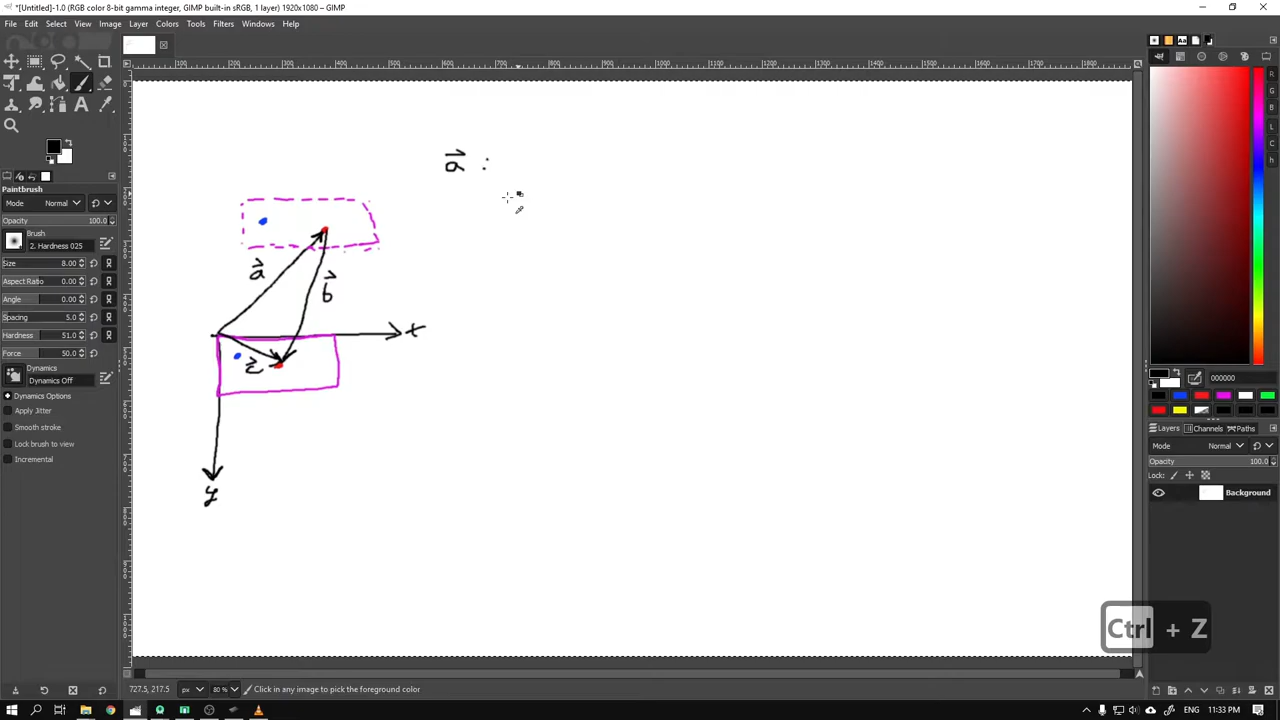 *[Untitled]-1.0 (RGB color 8-bit gamma integer, GIMP built-in sRGB, 1 layer) 1920x1080 – GIMP
File Edit Select View Image Layer Colors Tools Filters Windows Help
Paintbrush
Mode Normal
Opacity 100.0
Brush
2. Hardness 025
Size 8.00
Aspect Ratio 0.00
Angle 0.00
Spacing 5.0
Hardness 51.0
Force 50.0
Dynamics
Dynamics Off
Dynamics Options
Apply Jitter
Smooth stroke
Lock brush to view
Incremental
a :
a
b
x
c
y
R
G
B
L
C
h
000000
Layers Channels Paths
Mode Normal
Opacity 100.0
Lock:
Background
Ctrl + Z
727.5, 217.5 px 80 % Click in any image to pick the foreground color
ENG 11:33 PM